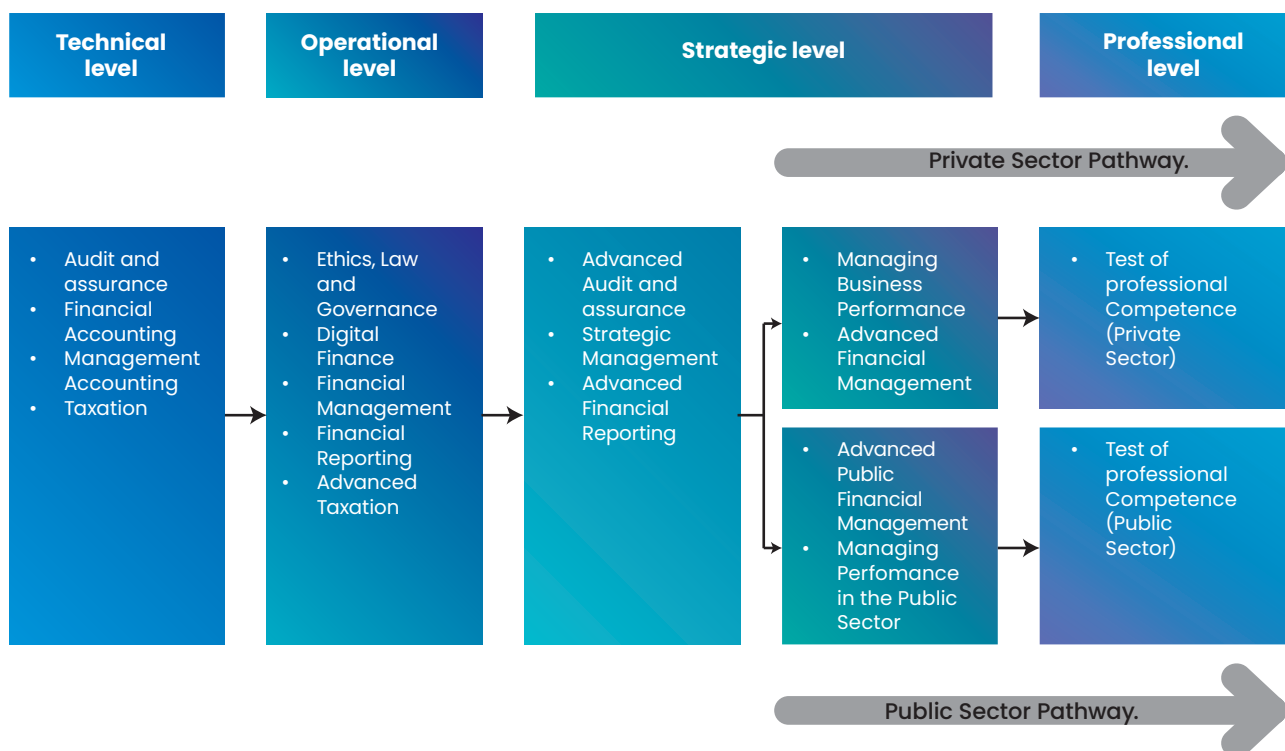 Technical
level
Operational
level
Strategic level
Professional
level
Private Sector Pathway.
• Audit and
assurance
• Financial
Accounting
• Management
Accounting
• Taxation
• Ethics, Law
and
Governance
• Digital
Finance
• Financial
Management
• Financial
Reporting
• Advanced
Taxation
• Advanced
Audit and
assurance
• Strategic
Management
• Advanced
Financial
Reporting
• Managing
Business
Performance
• Advanced
Financial
Management
• Test of
professional
Competence
(Private
Sector)
• Advanced
Public
Financial
Management
• Managing
Perfomance
in the Public
Sector
• Test of
professional
Competence
(Public
Sector)
Public Sector Pathway.